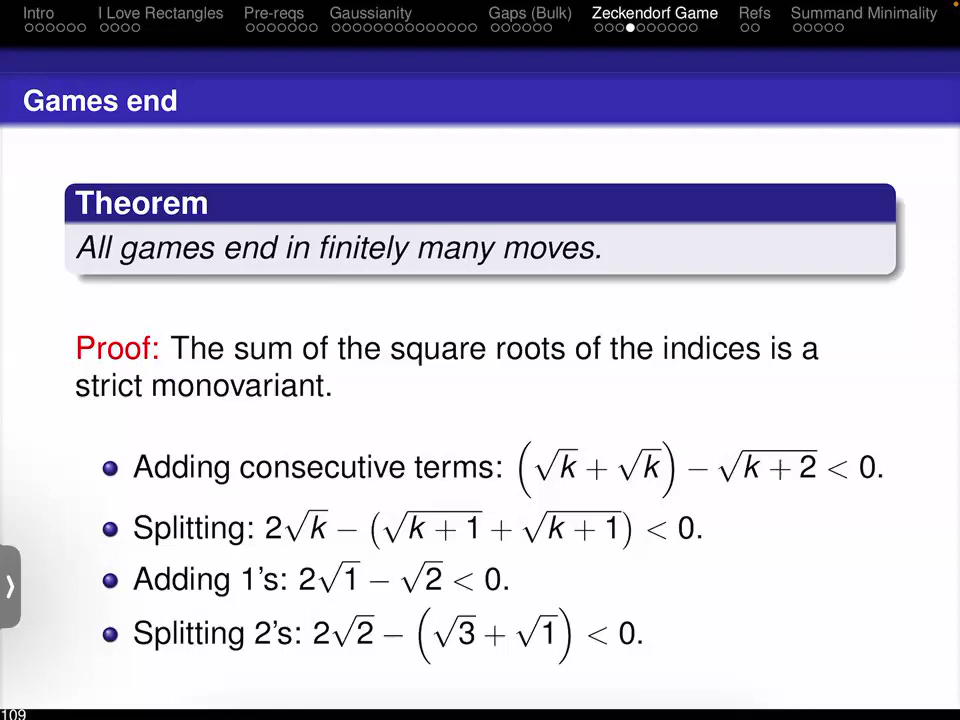 Intro I Love Rectangles Pre-reqs Gaussianity Gaps (Bulk) Zeckendorf Game Refs Summand Minimality
Games end
Theorem
All games end in finitely many moves.
Proof: The sum of the square roots of the indices is a
strict monovariant.
Adding consecutive terms: (√k + √k) − √k + 2 < 0.
Splitting: 2√k − (√k + 1 + √k + 1) < 0.
Adding 1's: 2√1 − √2 < 0.
Splitting 2's: 2√2 − (√3 + √1) < 0.
109